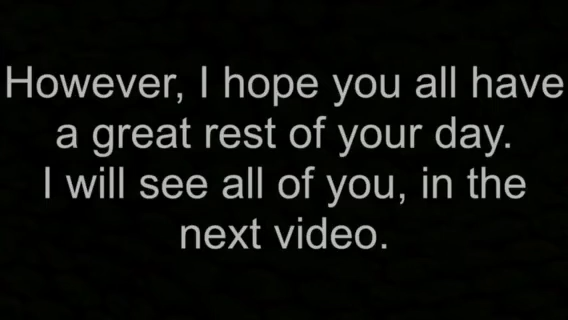 However, I hope you all have
a great rest of your day.
I will see all of you, in the
next video.